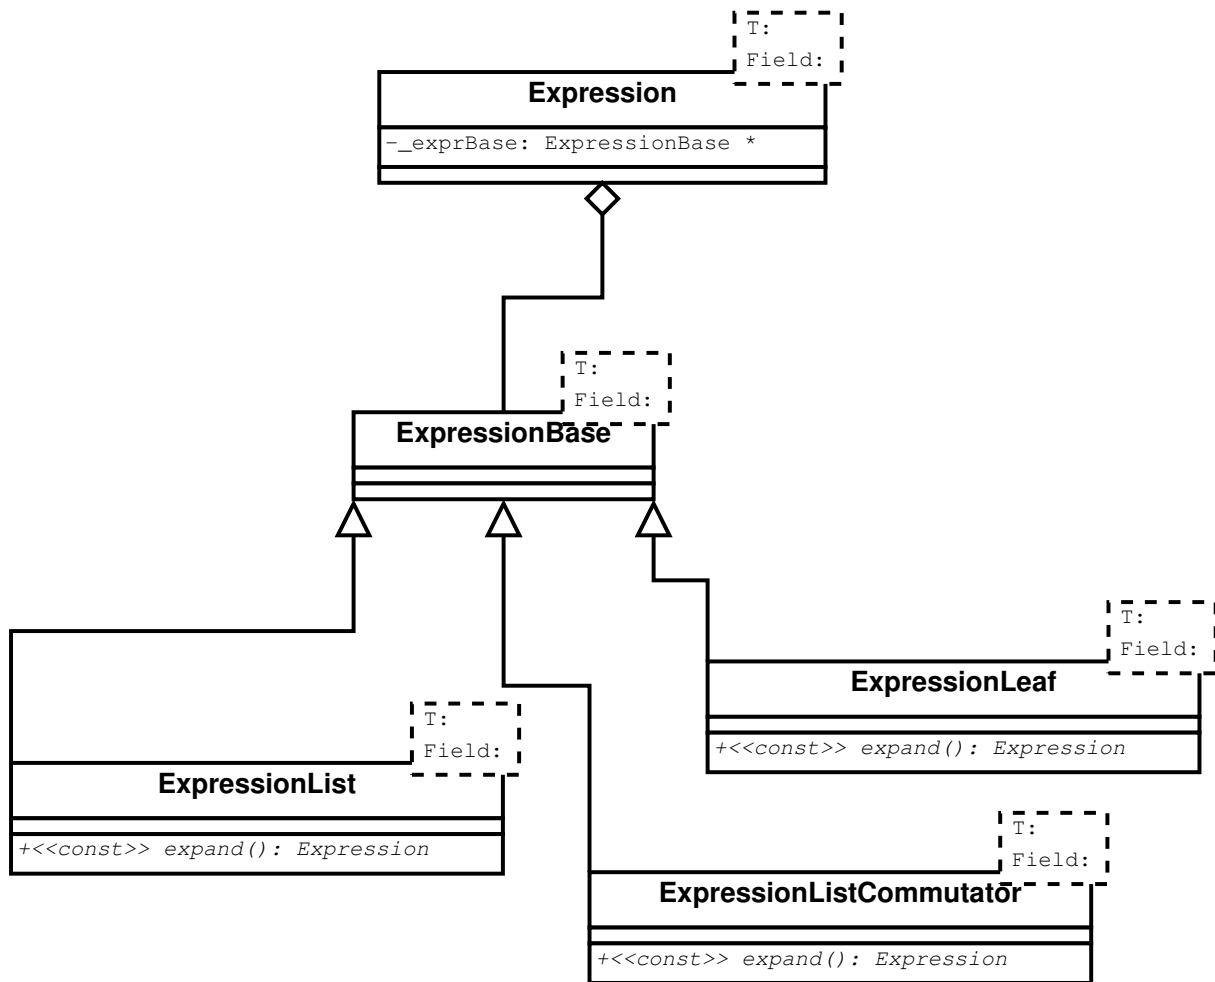 T:
Field:
Expression
-_exprBase: ExpressionBase *
T:
Field:
ExpressionBase
T:
Field:
ExpressionLeaf
+<<const>> expand(): Expression
T:
Field:
ExpressionList
+<<const>> expand(): Expression
T:
Field:
ExpressionListCommutator
+<<const>> expand(): Expression